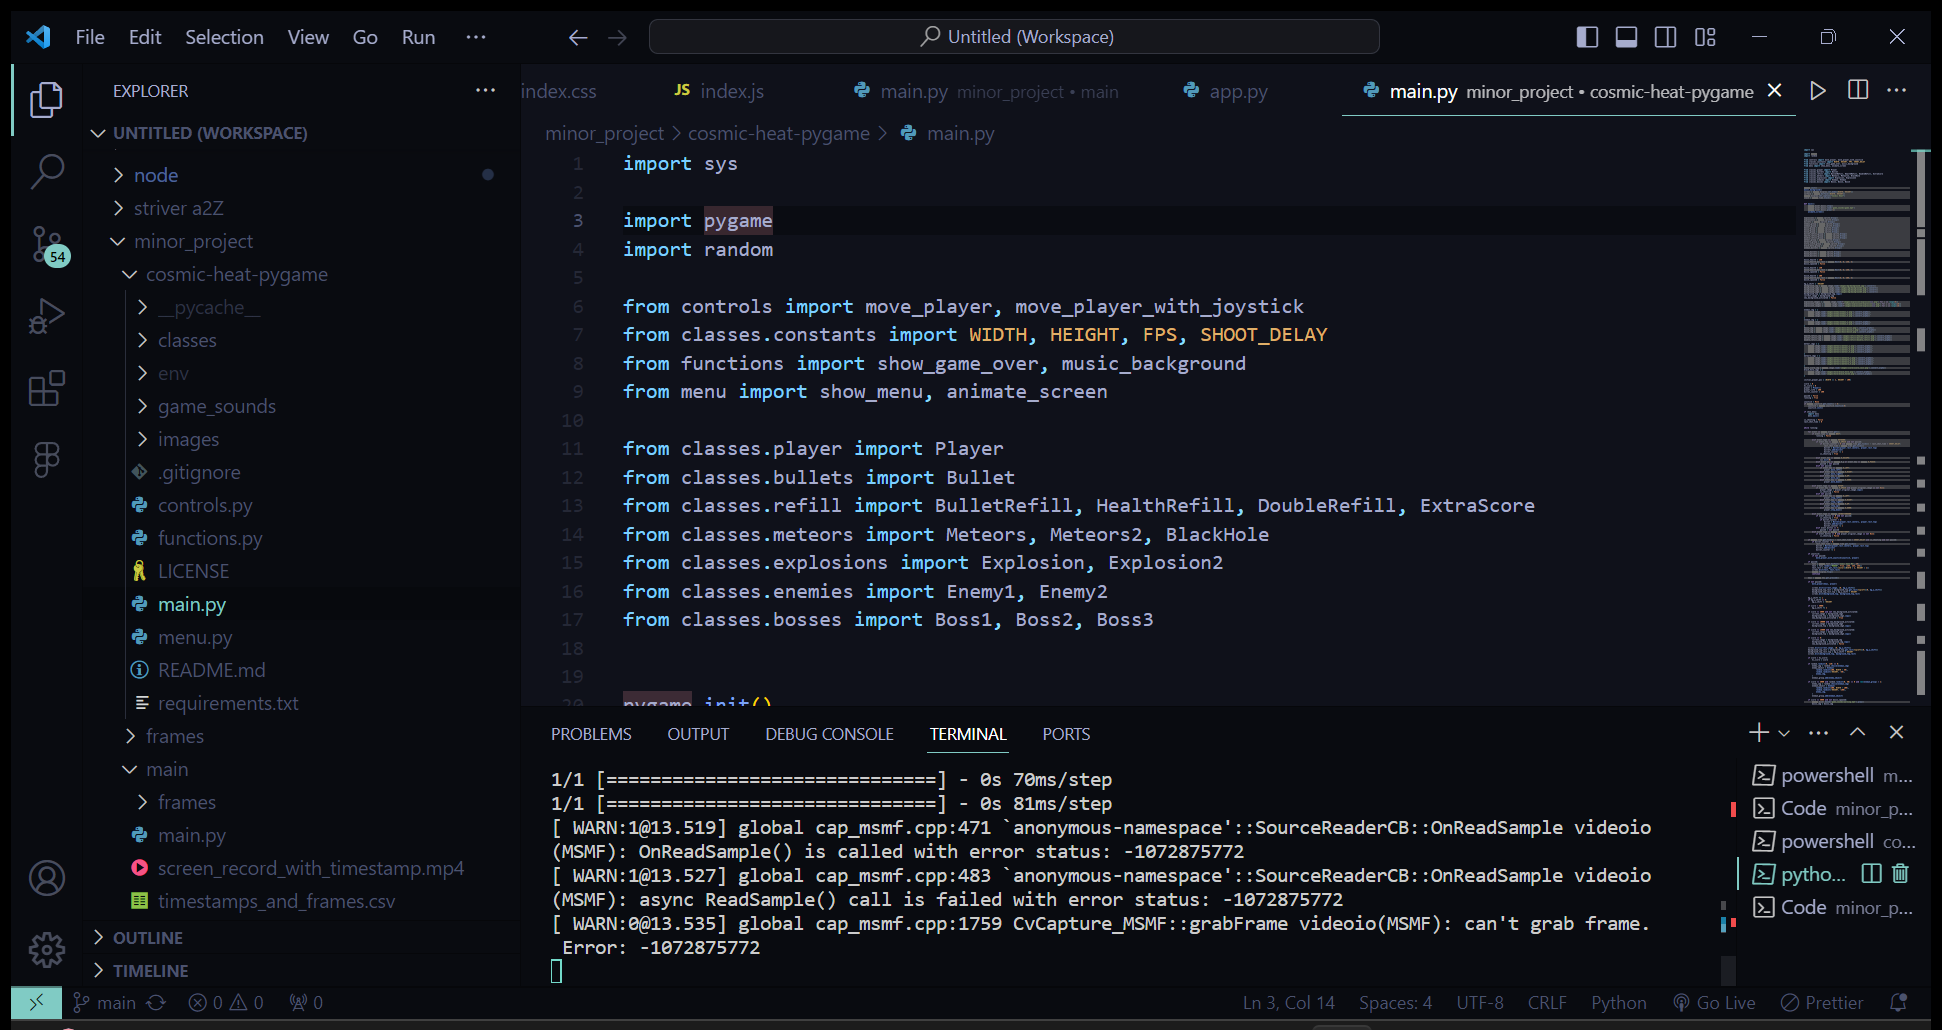 File Edit Selection View Go Run ··· Untitled (Workspace)
EXPLORER ···
UNTITLED (WORKSPACE)
node
striver a2Z
minor_project
cosmic-heat-pygame
__pycache__
classes
env
game_sounds
images
.gitignore
controls.py
functions.py
LICENSE
main.py
menu.py
README.md
requirements.txt
frames
main
frames
main.py
screen_record_with_timestamp.mp4
timestamps_and_frames.csv
OUTLINE
TIMELINE
54
index.css JS index.js main.py minor_project • main app.py main.py minor_project • cosmic-heat-pygame
minor_project > cosmic-heat-pygame > main.py
1 import sys
2
3 import pygame
4 import random
5
6 from controls import move_player, move_player_with_joystick
7 from classes.constants import WIDTH, HEIGHT, FPS, SHOOT_DELAY
8 from functions import show_game_over, music_background
9 from menu import show_menu, animate_screen
10
11 from classes.player import Player
12 from classes.bullets import Bullet
13 from classes.refill import BulletRefill, HealthRefill, DoubleRefill, ExtraScore
14 from classes.meteors import Meteors, Meteors2, BlackHole
15 from classes.explosions import Explosion, Explosion2
16 from classes.enemies import Enemy1, Enemy2
17 from classes.bosses import Boss1, Boss2, Boss3
18
19
20 pygame.init()
PROBLEMS OUTPUT DEBUG CONSOLE TERMINAL PORTS
1/1 [==============================] - 0s 70ms/step
1/1 [==============================] - 0s 81ms/step
[ WARN:1@13.519] global cap_msmf.cpp:471 `anonymous-namespace'::SourceReaderCB::OnReadSample videoio
(MSMF): OnReadSample() is called with error status: -1072875772
[ WARN:1@13.527] global cap_msmf.cpp:483 `anonymous-namespace'::SourceReaderCB::OnReadSample videoio
(MSMF): async ReadSample() call is failed with error status: -1072875772
[ WARN:0@13.535] global cap_msmf.cpp:1759 CvCapture_MSMF::grabFrame videoio(MSMF): can't grab frame.
 Error: -1072875772
powershell m...
Code minor_p...
powershell co...
pytho...
Code minor_p...
main 0 0 0 Ln 3, Col 14 Spaces: 4 UTF-8 CRLF Python Go Live Prettier